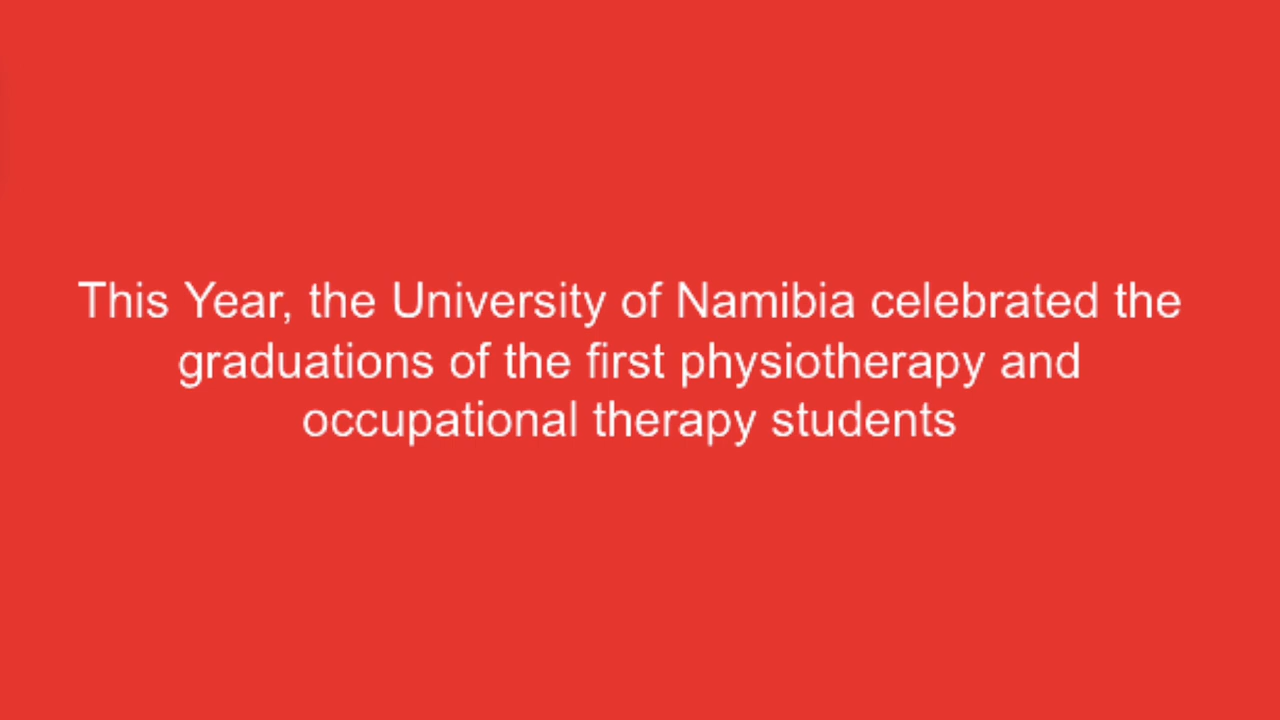 This Year, the University of Namibia celebrated the
graduations of the first physiotherapy and
occupational therapy students